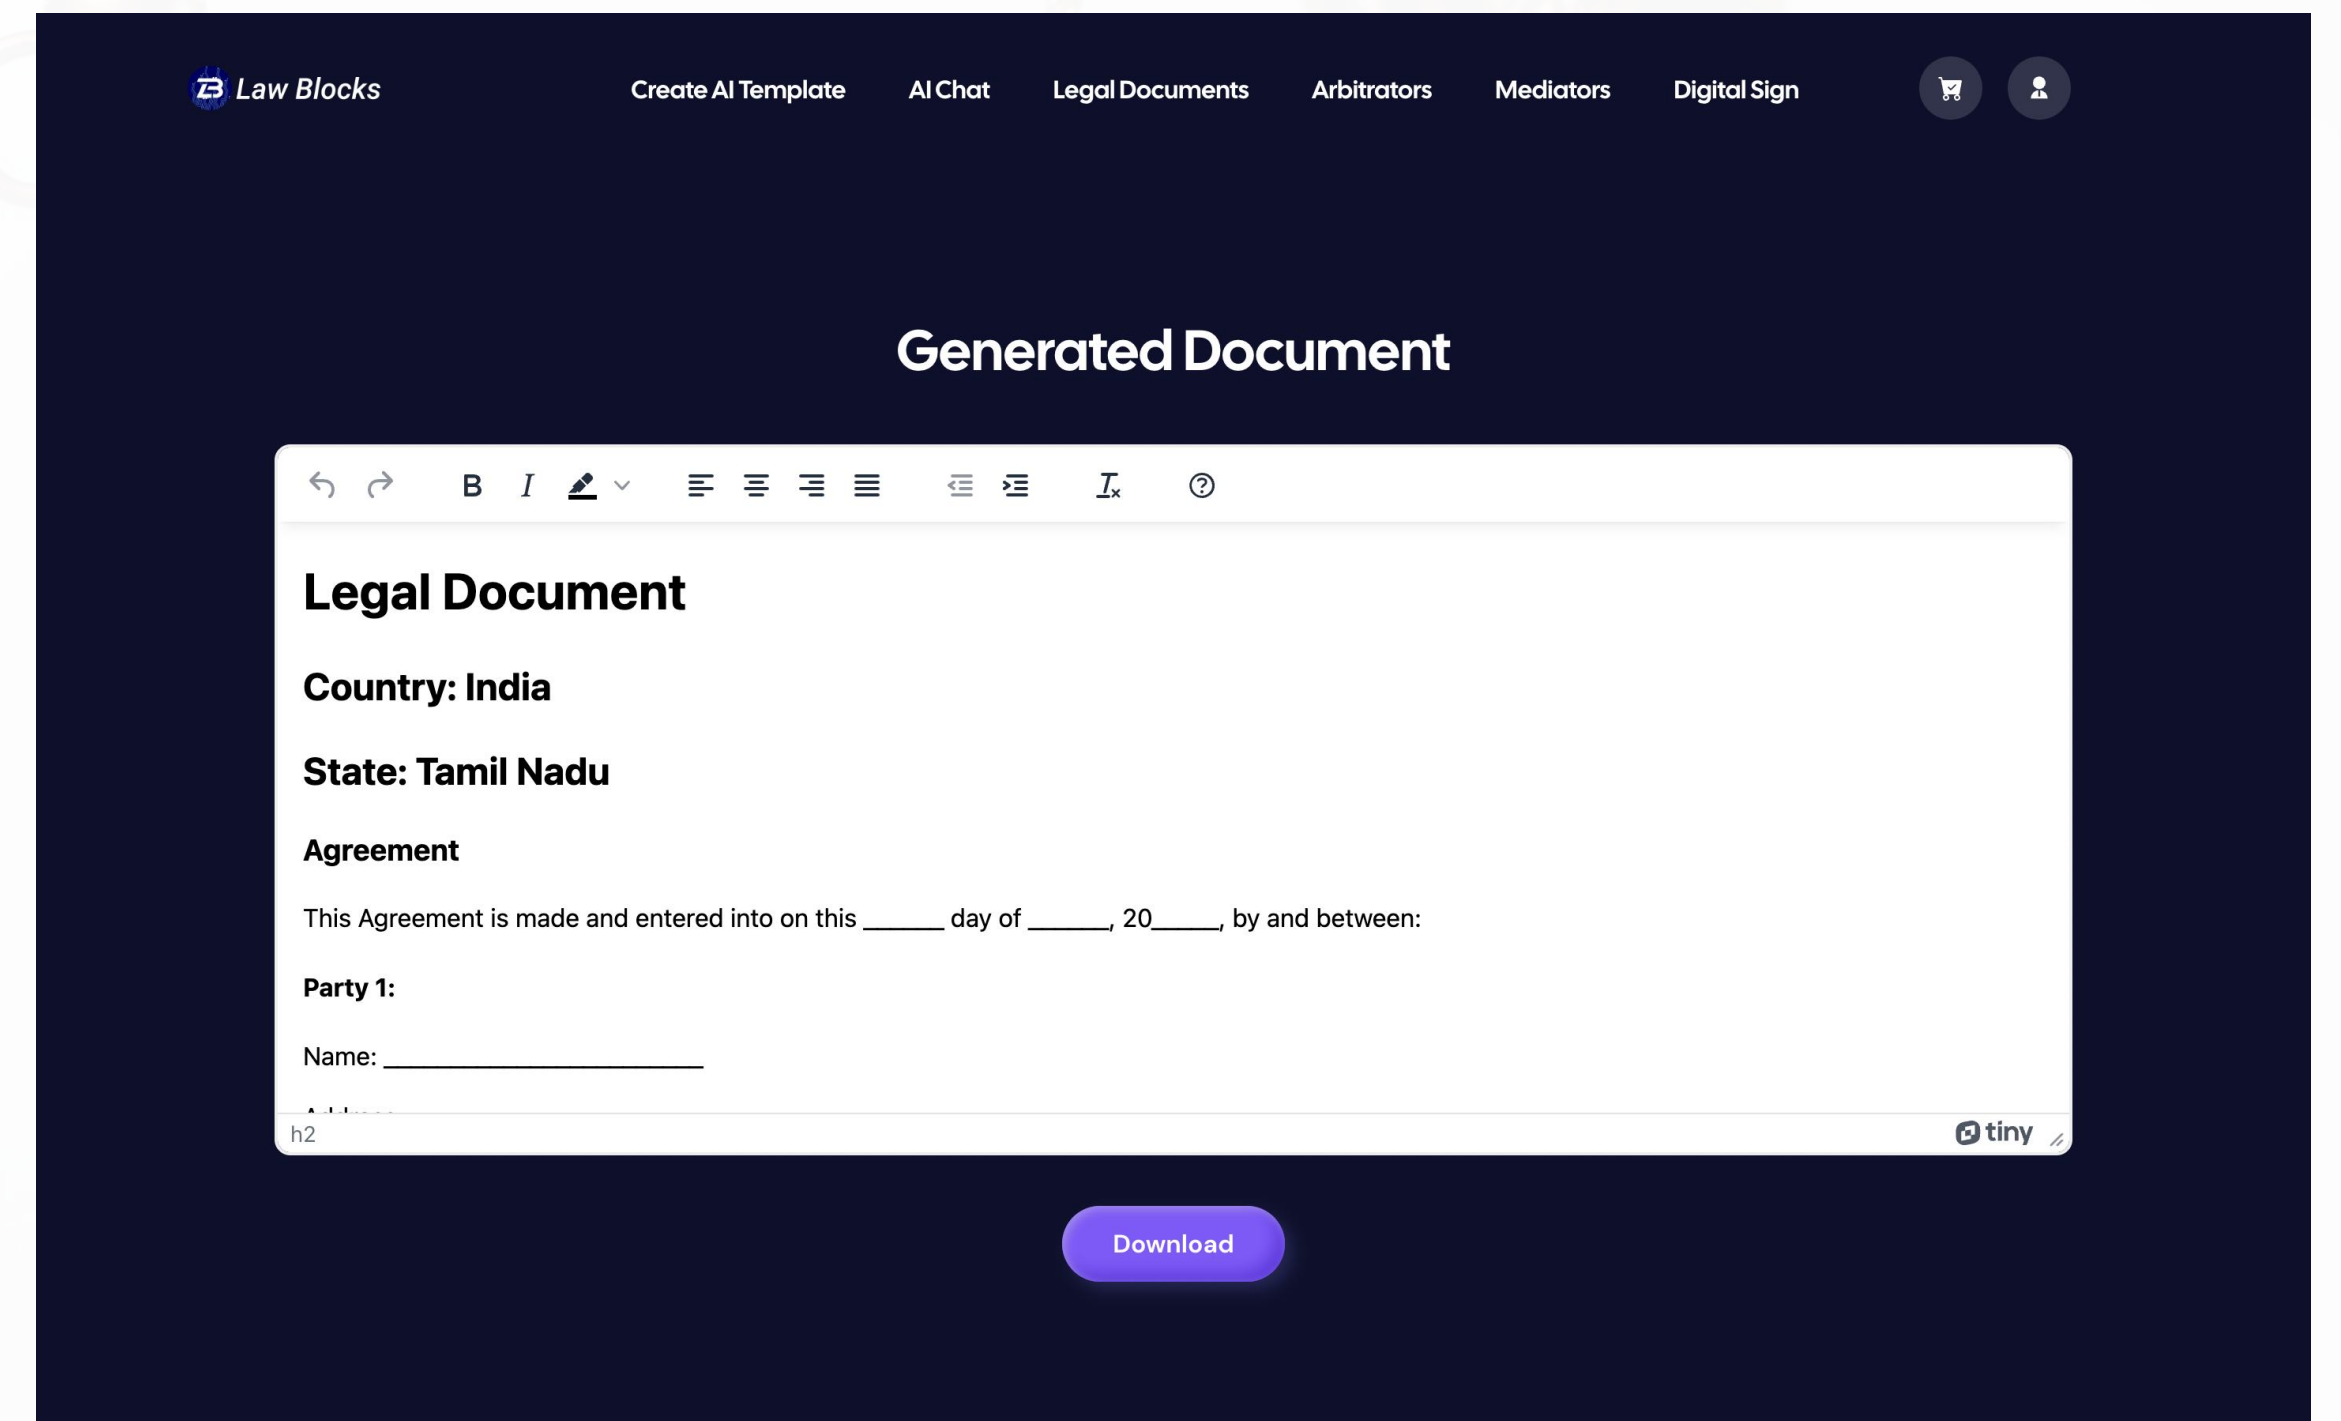 Law Blocks
Create AI Template
AI Chat
Legal Documents
Arbitrators
Mediators
Digital Sign
Generated Document
B I
Legal Document
Country: India
State: Tamil Nadu
Agreement
This Agreement is made and entered into on this ______ day of ______, 20_____, by and between:
Party 1:
Name: ________________________
h2
tiny
Download